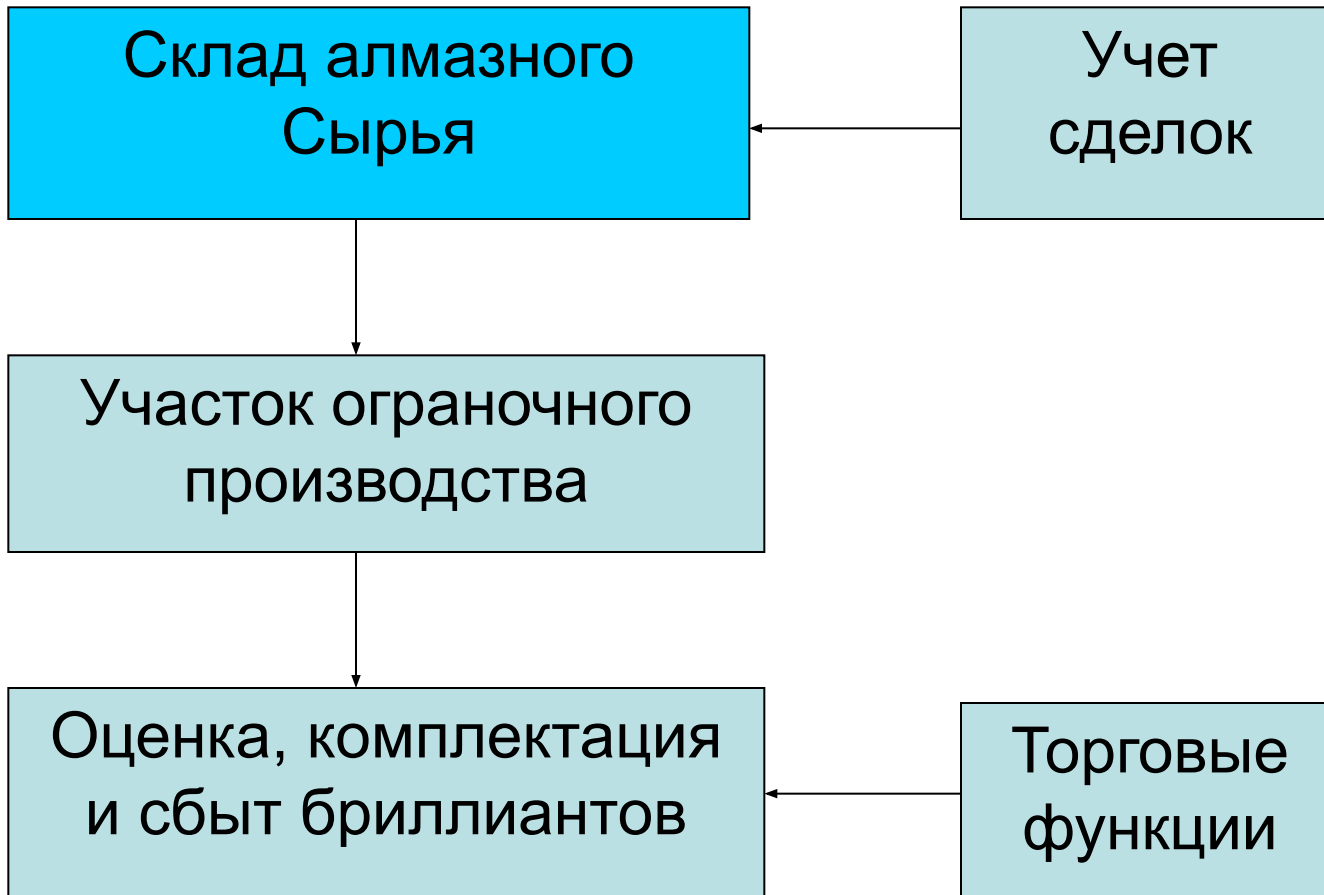 Склад алмазного
Сырья
Учет
сделок
Участок ограночного
производства
Оценка, комплектация
и сбыт бриллиантов
Торговые
функции